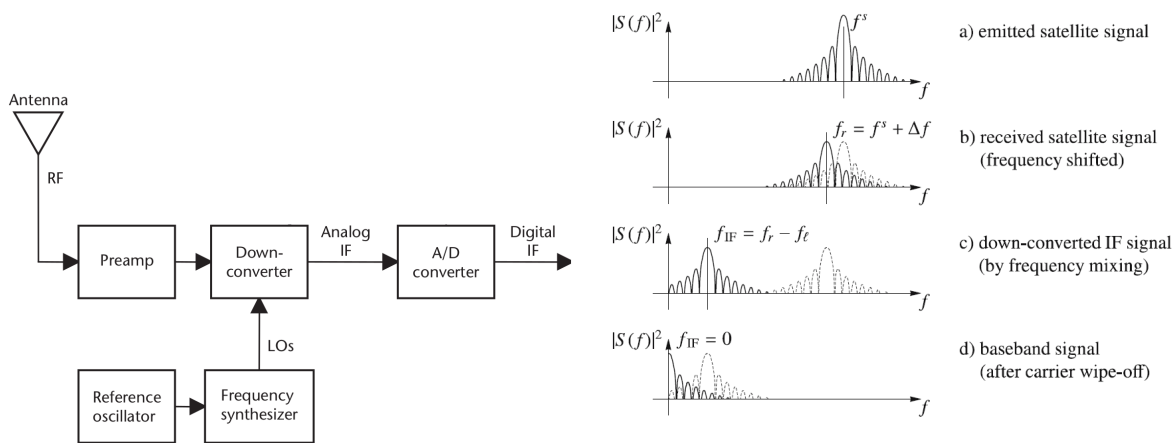 Antenna
RF
Preamp
Down-
converter
Analog
IF
A/D
converter
Digital
IF
LOs
Reference
oscillator
Frequency
synthesizer
|S(f)|²
fˢ
f
a) emitted satellite signal
|S(f)|²
f_r = fˢ + Δf
f
b) received satellite signal
(frequency shifted)
|S(f)|²
f_IF = f_r − f_ℓ
f
c) down-converted IF signal
(by frequency mixing)
|S(f)|²
f_IF = 0
f
d) baseband signal
(after carrier wipe-off)